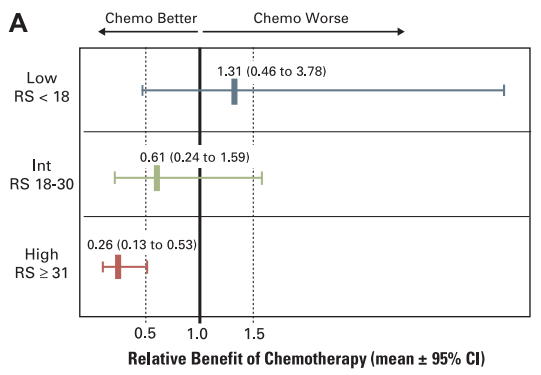 A
Chemo Better
Chemo Worse
Low
RS < 18
1.31 (0.46 to 3.78)
Int
RS 18-30
0.61 (0.24 to 1.59)
High
RS ≥ 31
0.26 (0.13 to 0.53)
0.5 1.0 1.5
Relative Benefit of Chemotherapy (mean ± 95% CI)